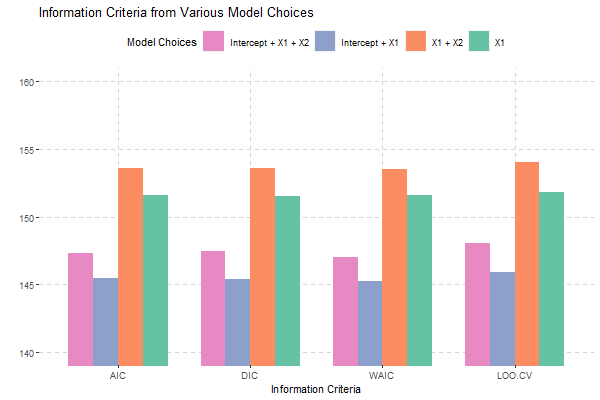 Information Criteria from Various Model Choices
Model Choices Intercept + X1 + X2 Intercept + X1 X1 + X2 X1
160
155
150
145
140
AIC DIC WAIC LOO.CV
Information Criteria